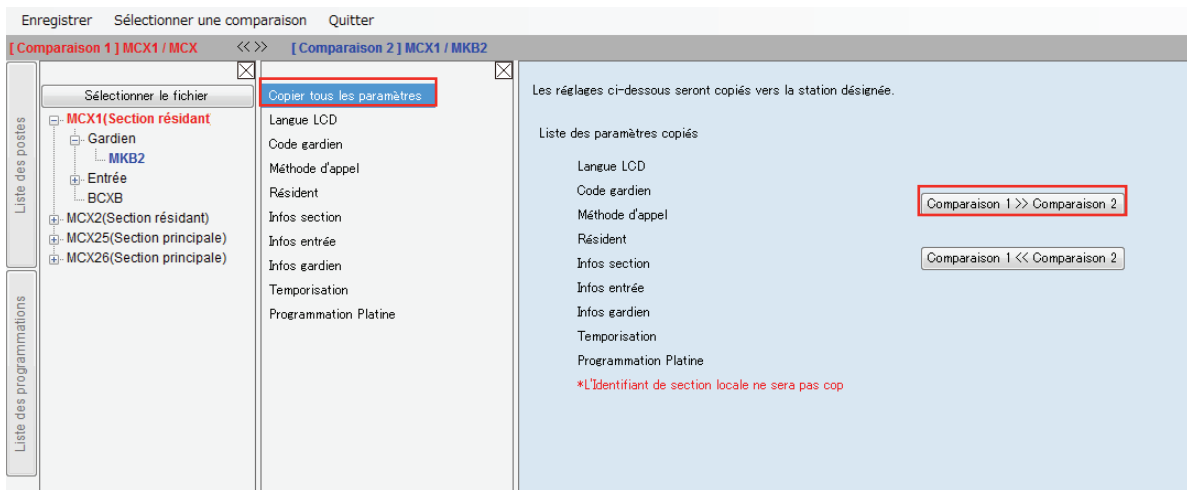 Enregistrer Sélectionner une comparaison Quitter
[ Comparaison 1 ] MCX1 / MCX << >> [ Comparaison 2 ] MCX1 / MKB2
Liste des postes
Liste des programmations
Sélectionner le fichier
MCX1(Section résidant
Gardien
MKB2
Entrée
BCXB
MCX2(Section résidant)
MCX25(Section principale)
MCX26(Section principale)
Copier tous les paramètres
Langue LCD
Code gardien
Méthode d'appel
Résident
Infos section
Infos entrée
Infos gardien
Temporisation
Programmation Platine
Les réglages ci-dessous seront copiés vers la station désignée.
Liste des paramètres copiés
Langue LCD
Code gardien
Méthode d'appel
Résident
Infos section
Infos entrée
Infos gardien
Temporisation
Programmation Platine
*L'Identifiant de section locale ne sera pas cop
Comparaison 1 >> Comparaison 2
Comparaison 1 << Comparaison 2